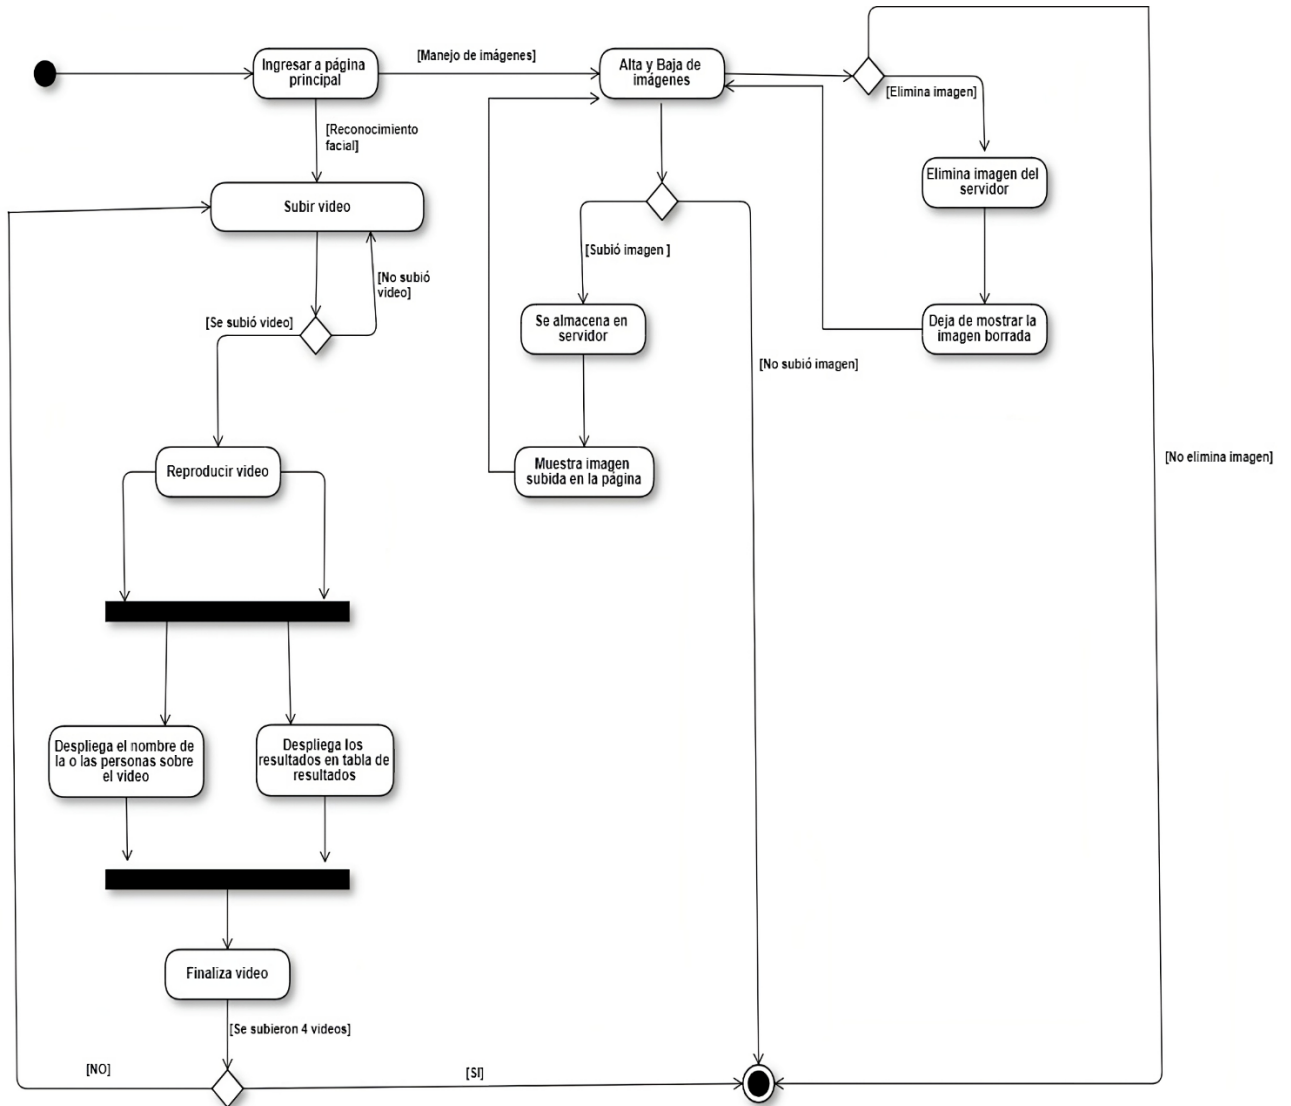 Ingresar a página
principal
[Manejo de imágenes]
Alta y Baja de
imágenes
[Elimina imagen]
[Reconocimiento
facial]
Elimina imagen del
servidor
Subir video
[Subió imagen ]
[No subió
video]
[Se subió video]
Se almacena en
servidor
Deja de mostrar la
imagen borrada
[No subió imagen]
[No elimina imagen]
Reproducir video
Muestra imagen
subida en la página
Despliega el nombre de
la o las personas sobre
el video
Despliega los
resultados en tabla de
resultados
Finaliza video
[Se subieron 4 videos]
[NO]
[SI]